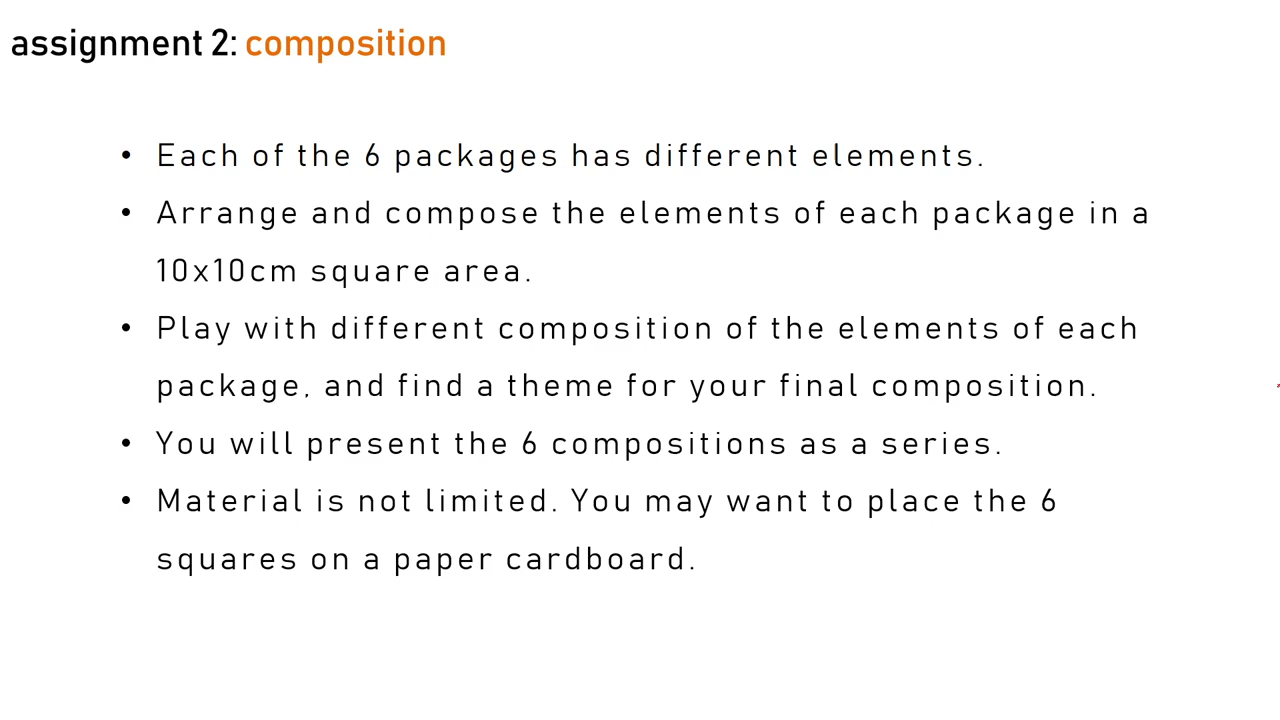 assignment 2: composition
• Each of the 6 packages has different elements.
• Arrange and compose the elements of each package in a
10x10cm square area.
• Play with different composition of the elements of each
package, and find a theme for your final composition.
• You will present the 6 compositions as a series.
• Material is not limited. You may want to place the 6
squares on a paper cardboard.